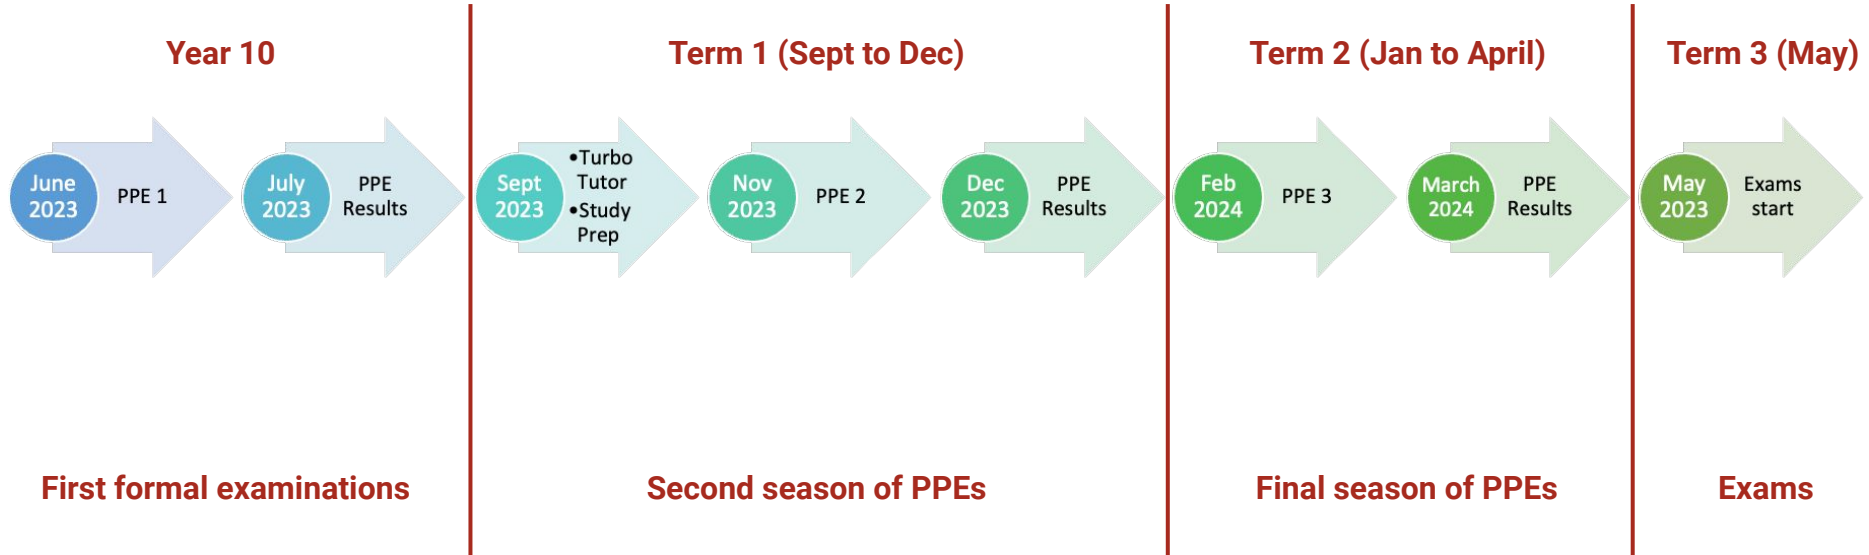 Year 10
Term 1 (Sept to Dec)
Term 2 (Jan to April)
Term 3 (May)
June
2023
PPE 1
July
2023
PPE
Results
Sept
2023
•Turbo
Tutor
•Study
Prep
Nov
2023
PPE 2
Dec
2023
PPE
Results
Feb
2024
PPE 3
March
2024
PPE
Results
May
2023
Exams
start
First formal examinations
Second season of PPEs
Final season of PPEs
Exams